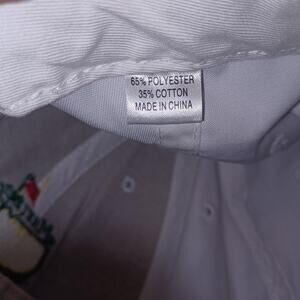 65% POLYESTER
35% COTTON
MADE IN CHINA